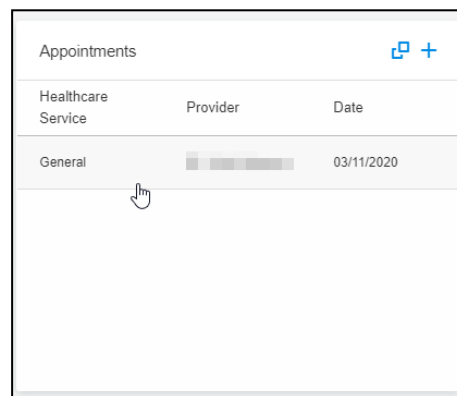 Appointments
Healthcare
Service
Provider
Date
General
03/11/2020